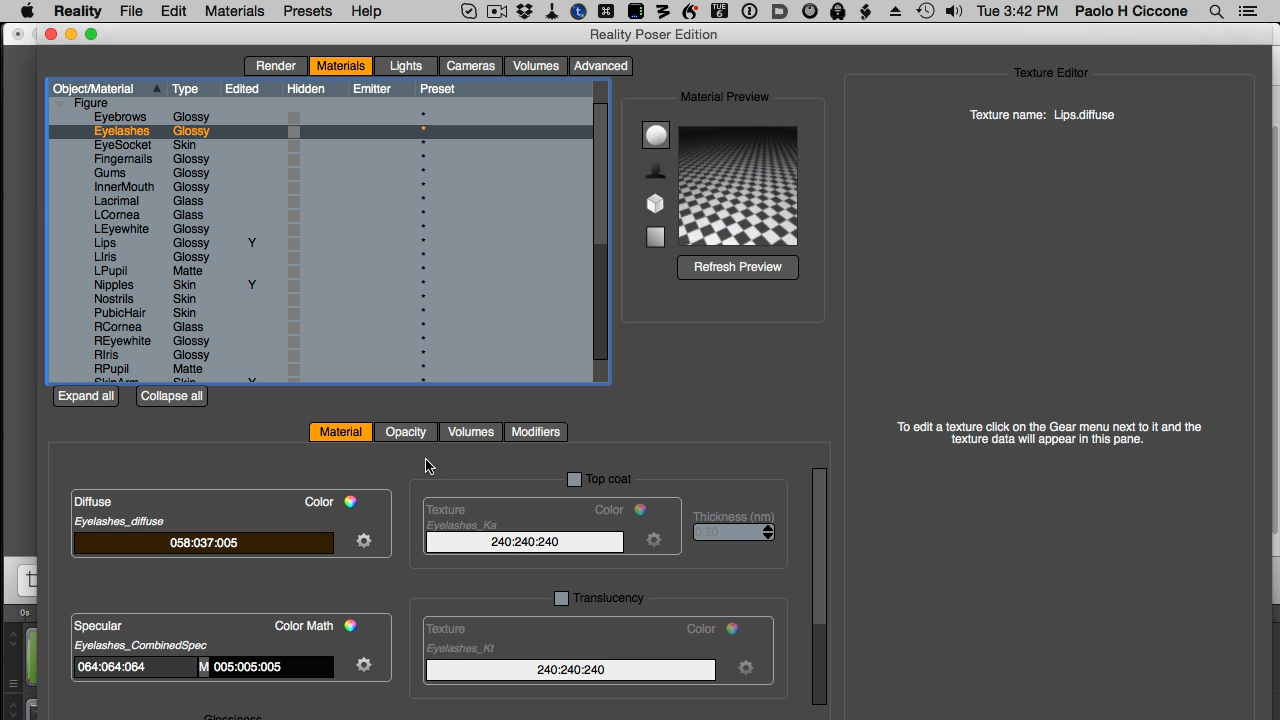 Reality File Edit Materials Presets Help Tue 3:42 PM Paolo H Ciccone
Reality Poser Edition
Render Materials Lights Cameras Volumes Advanced
Object/Material Type Edited Hidden Emitter Preset
Figure
Eyebrows Glossy *
Eyelashes Glossy *
EyeSocket Skin *
Fingernails Glossy *
Gums Glossy *
InnerMouth Glossy *
Lacrimal Glass *
LCornea Glass *
LEyewhite Glossy *
Lips Glossy Y *
LIris Glossy *
LPupil Matte *
Nipples Skin Y *
Nostrils Skin *
PubicHair Skin *
RCornea Glass *
REyewhite Glossy *
RIris Glossy *
RPupil Matte *
SkinArm Skin Y *
Expand all Collapse all
Material Preview
Refresh Preview
Texture Editor
Texture name: Lips.diffuse
To edit a texture click on the Gear menu next to it and the
texture data will appear in this pane.
Material Opacity Volumes Modifiers
Diffuse Color
Eyelashes_diffuse
058:037:005
Top coat
Texture Color
Eyelashes_Ka
240:240:240
Thickness (nm)
0.20
Specular Color Math
Eyelashes_CombinedSpec
064:064:064 M 005:005:005
Translucency
Texture Color
Eyelashes_Kt
240:240:240
Glossiness
0s